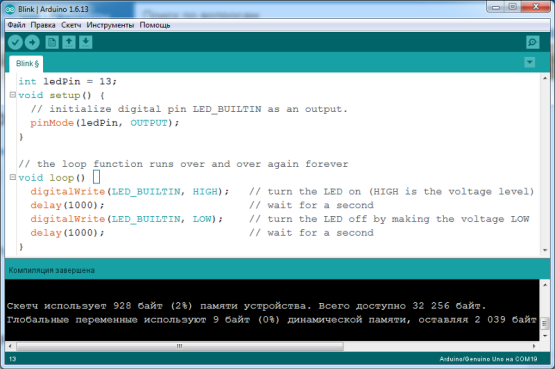 Blink | Arduino 1.6.13
Файл Правка Скетч Инструменты Помощь
Blink §
int ledPin = 13;
void setup() {
  // initialize digital pin LED_BUILTIN as an output.
  pinMode(ledPin, OUTPUT);
}
// the loop function runs over and over again forever
void loop() {
  digitalWrite(LED_BUILTIN, HIGH);   // turn the LED on (HIGH is the voltage level)
  delay(1000);                       // wait for a second
  digitalWrite(LED_BUILTIN, LOW);    // turn the LED off by making the voltage LOW
  delay(1000);                       // wait for a second
}
Компиляция завершена
Скетч использует 928 байт (2%) памяти устройства. Всего доступно 32 256 байт.
Глобальные переменные используют 9 байт (0%) динамической памяти, оставляя 2 039 байт
13 Arduino/Genuino Uno на COM19